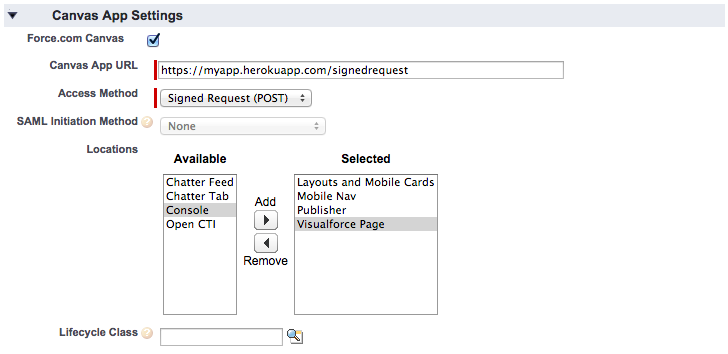 Canvas App Settings
Force.com Canvas
Canvas App URL https://myapp.herokuapp.com/signedrequest
Access Method Signed Request (POST)
SAML Initiation Method ? None
Locations
Available
Chatter Feed
Chatter Tab
Console
Open CTI
Add
Remove
Selected
Layouts and Mobile Cards
Mobile Nav
Publisher
Visualforce Page
Lifecycle Class ?